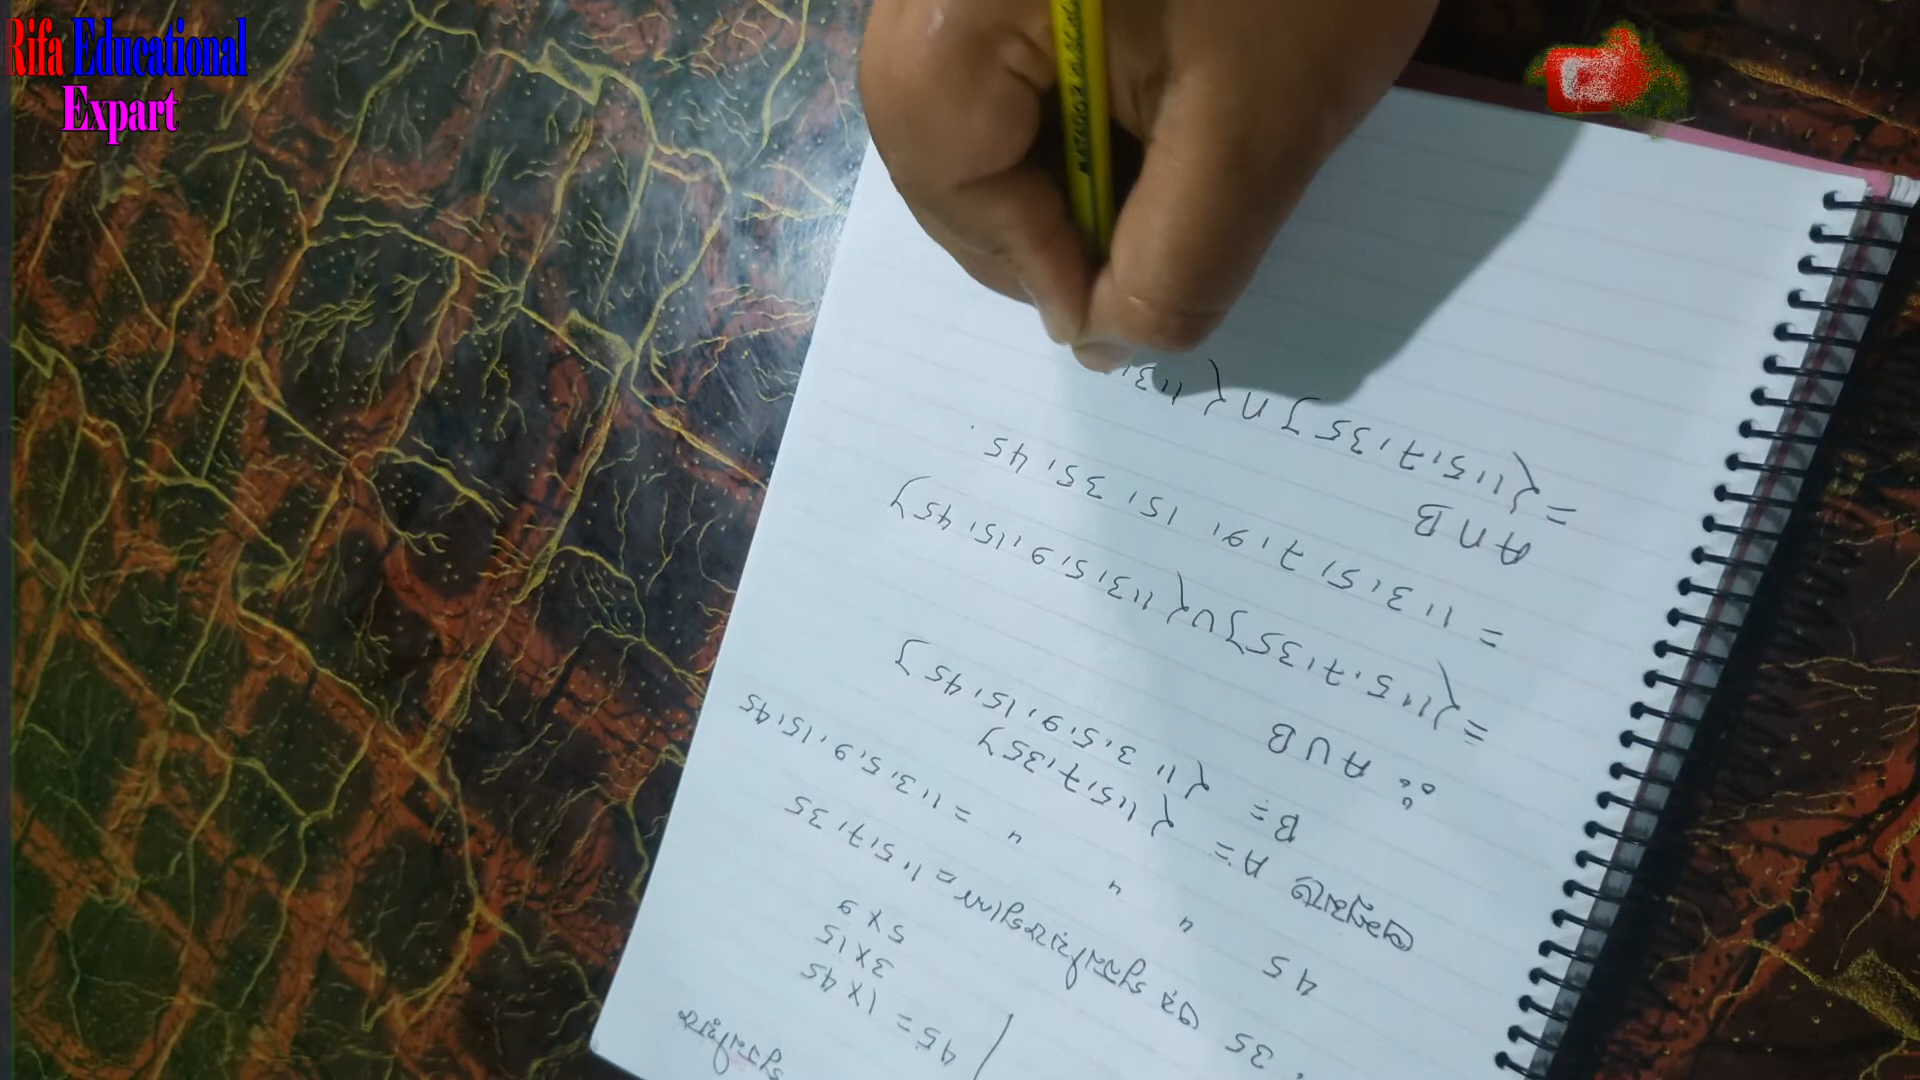 Rifa Educational
Expart
45 = 1×45
3×15
5×9
35 এর গুণনীয়কগুলো = 1,5,7,35
45 " " " = 1,3,5,9,15,45
A = {1,5,7,35}
B = {1, 3,5,9,15,45}
∴ A∪B
= {1,5,7,35}∪{1,3,5,9,15,45}
= 1,3,5,7,9,15,35,45
A∩B
= {1,5,7,35}∩{1,3,